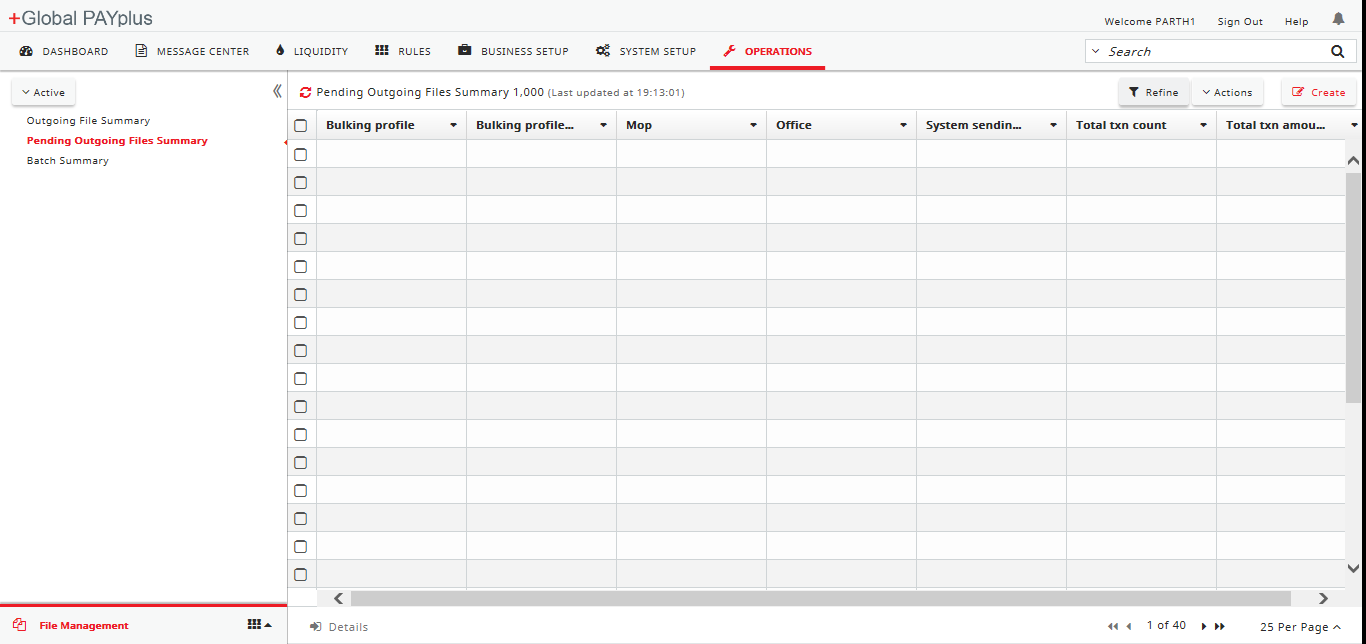 +Global PAYplus
Welcome PARTH1 Sign Out Help
DASHBOARD MESSAGE CENTER LIQUIDITY RULES BUSINESS SETUP SYSTEM SETUP OPERATIONS Search
Active
Outgoing File Summary
Pending Outgoing Files Summary
Batch Summary
Pending Outgoing Files Summary 1,000 (Last updated at 19:13:01) Refine Actions Create
Bulking profile Bulking profile... Mop Office System sendin... Total txn count Total txn amou...
File Management
Details 1 of 40 25 Per Page